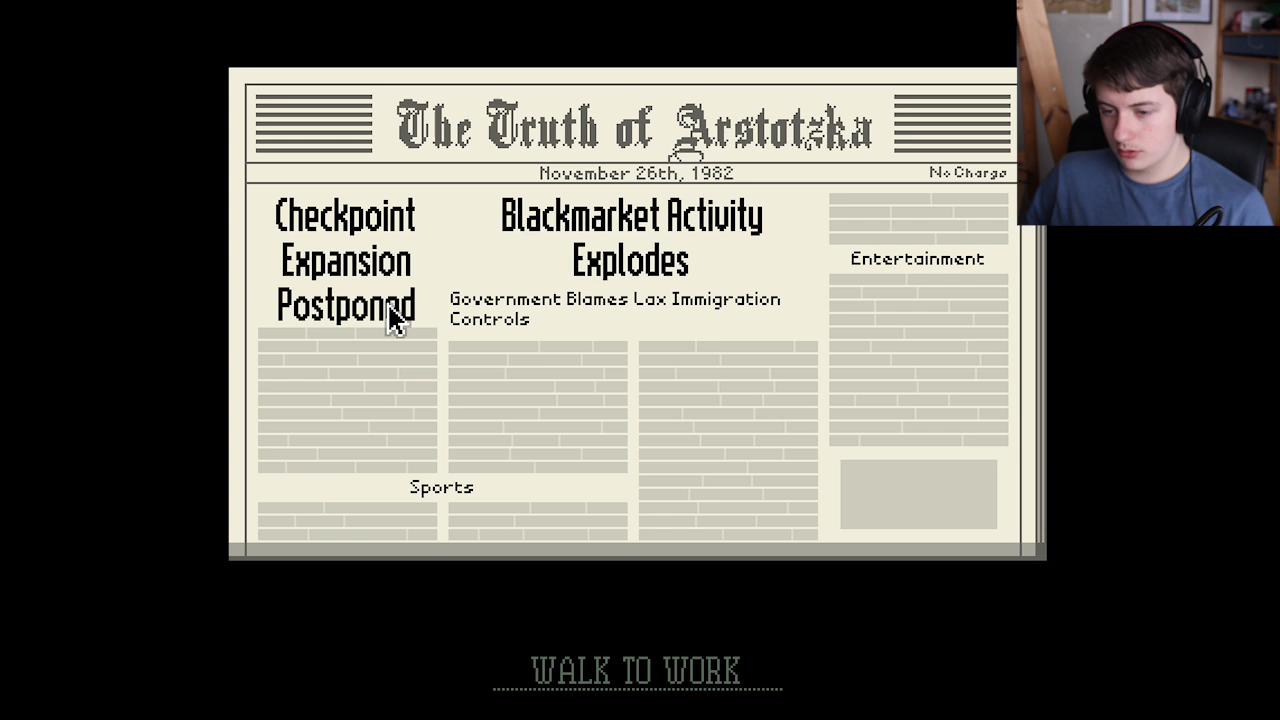 The Truth of Arstotzka
November 26th, 1982
No Charge
Checkpoint
Expansion
Postponed
Blackmarket Activity
Explodes
Government Blames Lax Immigration
Controls
Entertainment
Sports
WALK TO WORK